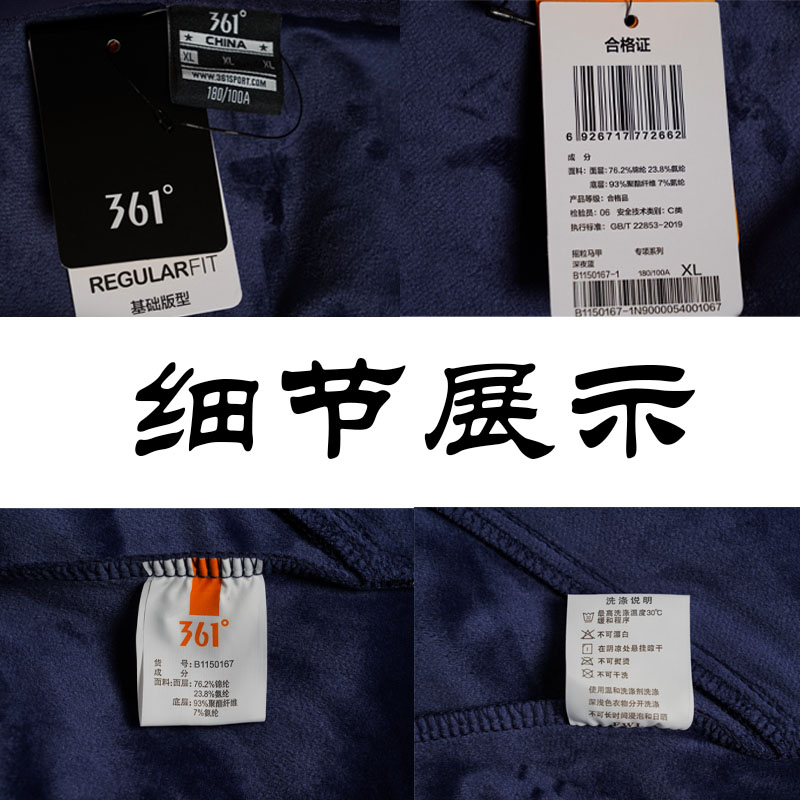 361°
CHINA
XL XL XL
WWW.361SPORT.COM
180/100A
361°
REGULARFIT
基础版型
合格证
6 926717 772662
成 分
面料: 面层: 76.2%锦纶 23.8%氨纶
底层: 93%聚酯纤维 7%氨纶
产品等级: 合格品
检验员: 06 安全技术类别: C类
执行标准: GB/T 22853-2019
摇粒马甲 专项系列
深夜蓝
B1150167-1 180/100A XL
B1150167-1N9000054001067
细节展示
361°
货 号: B1150167
成 分
面料:面层: 76.2%锦纶
23.8%氨纶
底层: 93%聚酯纤维
7%氨纶
洗涤说明
最高洗涤温度30℃
缓和程序
不可漂白
在阴凉处悬挂晾干
不可熨烫
不可干洗
使用温和洗涤剂洗涤
深浅色衣物分开洗涤
不可长时间浸泡和日晒